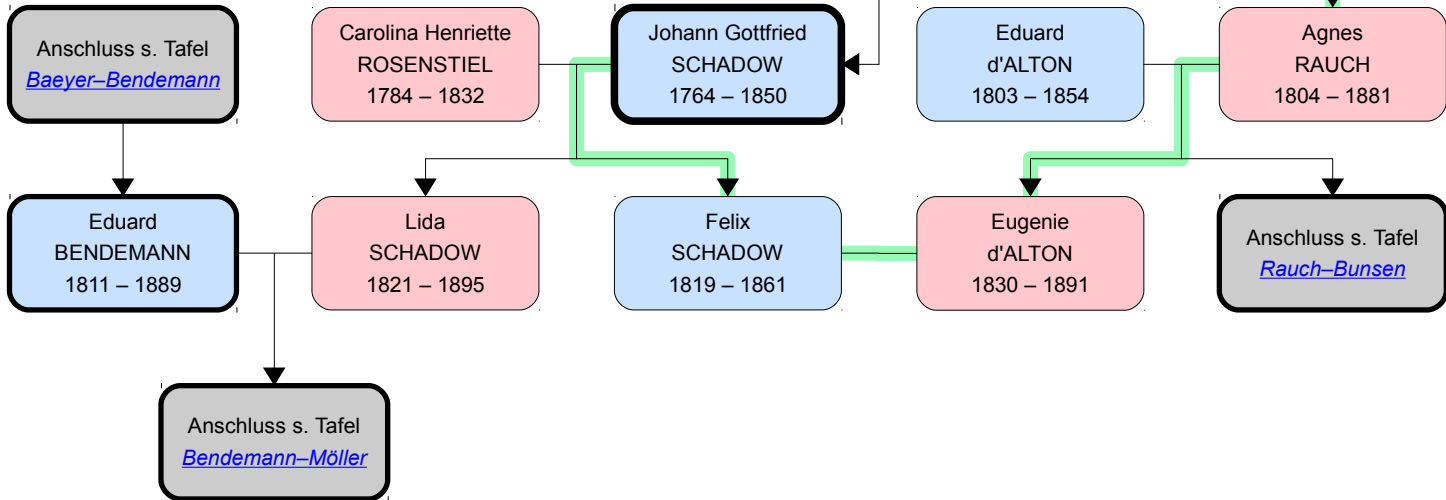 Anschluss s. Tafel
Baeyer–Bendemann
Carolina Henriette
ROSENSTIEL
1784 – 1832
Johann Gottfried
SCHADOW
1764 – 1850
Eduard
d'ALTON
1803 – 1854
Agnes
RAUCH
1804 – 1881
Eduard
BENDEMANN
1811 – 1889
Lida
SCHADOW
1821 – 1895
Felix
SCHADOW
1819 – 1861
Eugenie
d'ALTON
1830 – 1891
Anschluss s. Tafel
Rauch–Bunsen
Anschluss s. Tafel
Bendemann–Möller